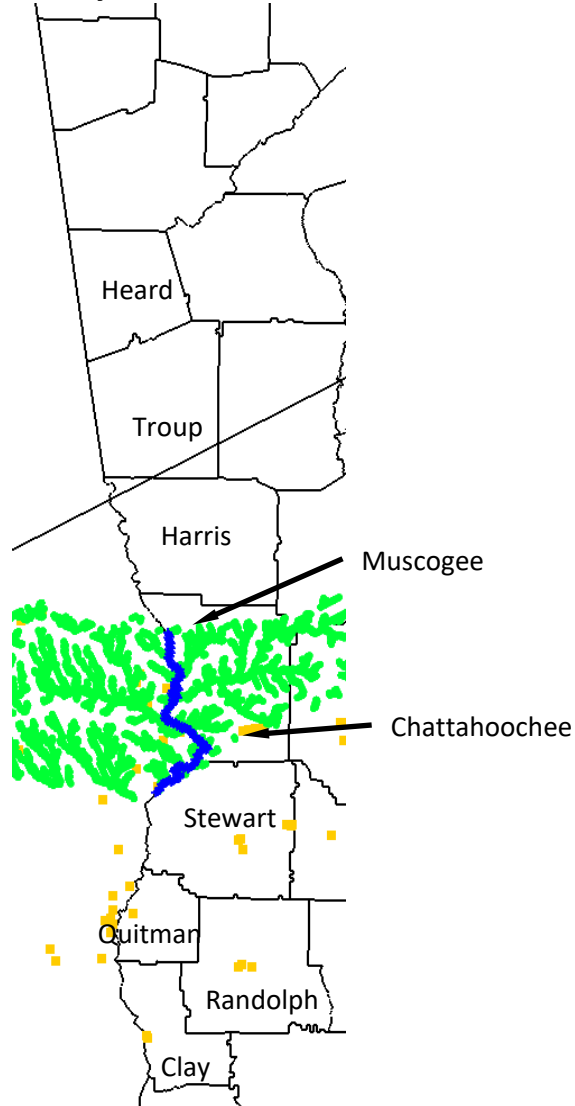 Heard
Troup
Harris
Muscogee
Chattahoochee
Stewart
Quitman
Randolph
Clay